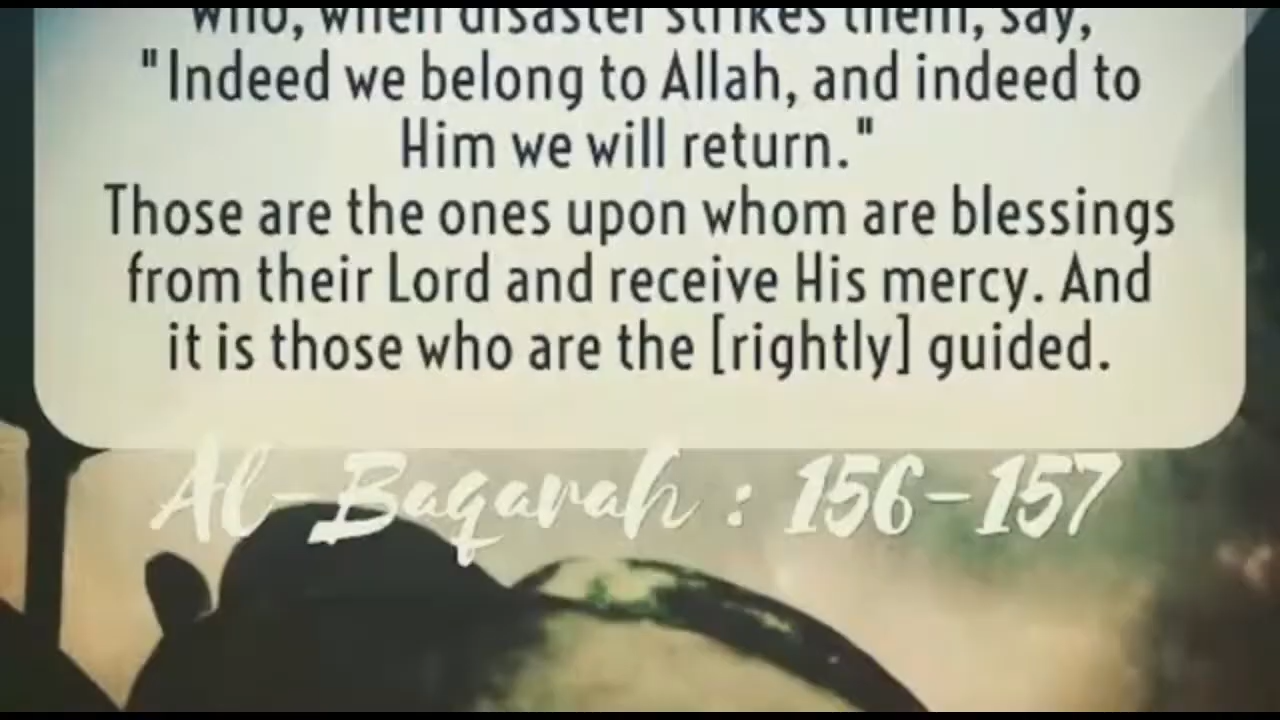 who, when disaster strikes them, say,
"Indeed we belong to Allah, and indeed to
Him we will return."
Those are the ones upon whom are blessings
from their Lord and receive His mercy. And
it is those who are the [rightly] guided.
Al-Baqarah : 156-157